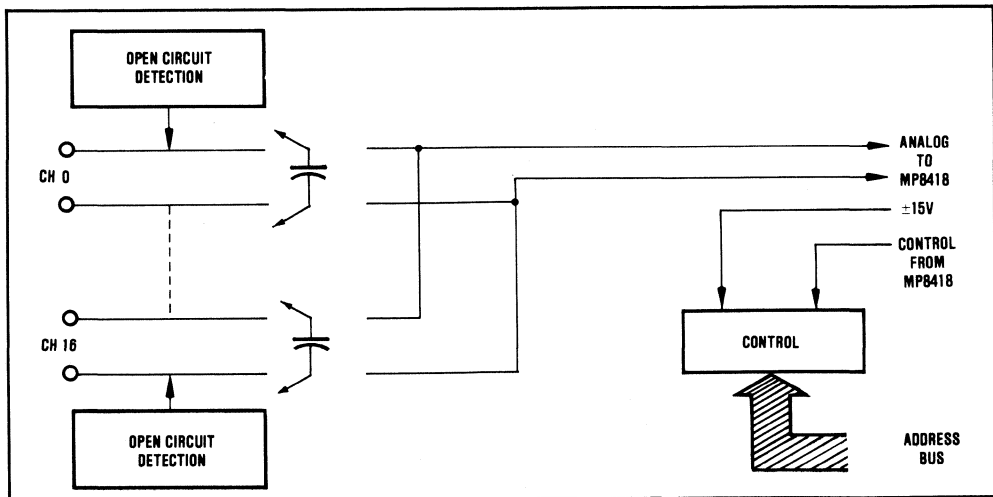 OPEN CIRCUIT
DETECTION
CH 0
ANALOG
TO
MP8418
±15V
CONTROL
FROM
MP8418
CH 16
CONTROL
OPEN CIRCUIT
DETECTION
ADDRESS
BUS